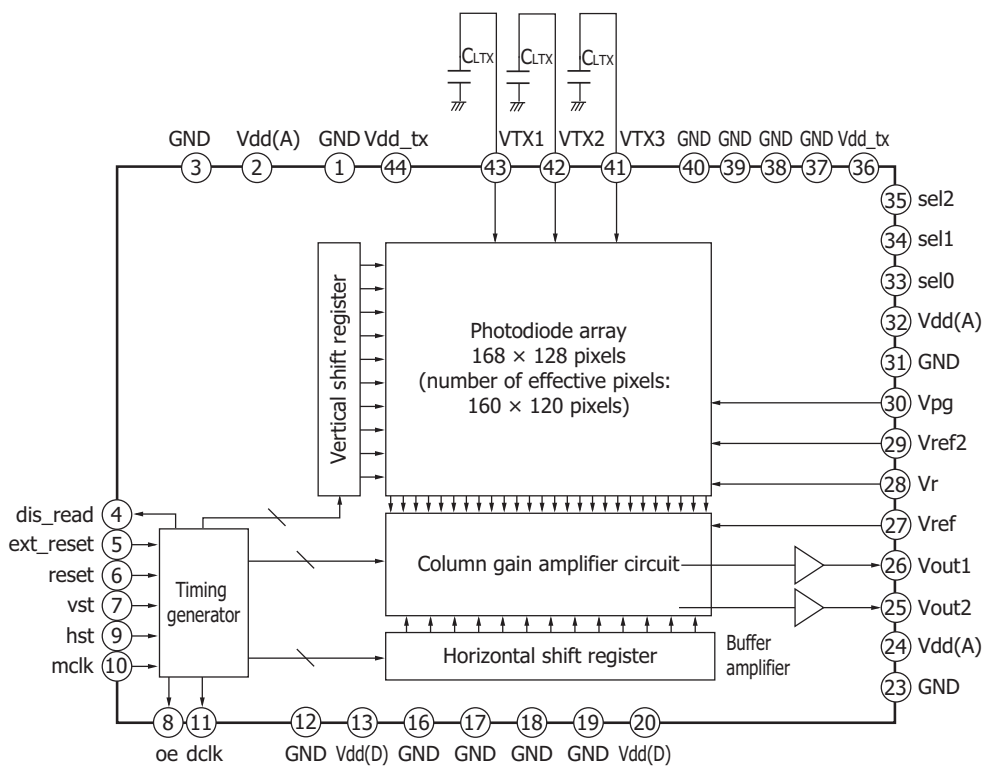 CLTX CLTX CLTX
GND Vdd(A) GND Vdd_tx VTX1 VTX2 VTX3 GND GND GND GND Vdd_tx
3 2 1 44 43 42 41 40 39 38 37 36
35 sel2
34 sel1
33 sel0
32 Vdd(A)
31 GND
30 Vpg
29 Vref2
28 Vr
27 Vref
26 Vout1
25 Vout2
24 Vdd(A)
23 GND
Vertical shift register
Photodiode array
168 × 128 pixels
(number of effective pixels:
160 × 120 pixels)
dis_read 4
ext_reset 5
reset 6
vst 7
hst 9
mclk 10
Timing
generator
Column gain amplifier circuit
Horizontal shift register
Buffer
amplifier
8 11 12 13 16 17 18 19 20
oe dclk GND Vdd(D) GND GND GND GND Vdd(D)